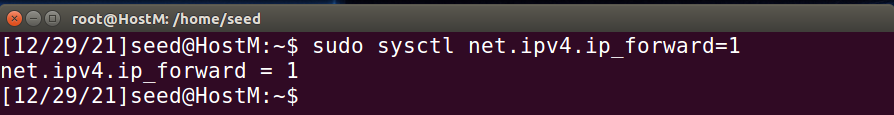 root@HostM: /home/seed
[12/29/21]seed@HostM:~$ sudo sysctl net.ipv4.ip_forward=1
net.ipv4.ip_forward = 1
[12/29/21]seed@HostM:~$